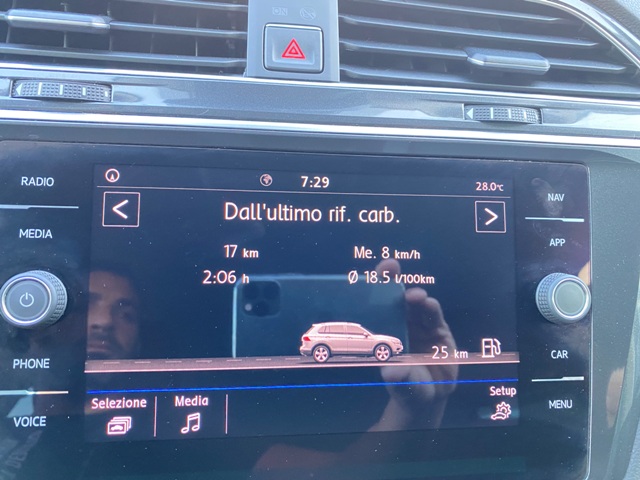 7:29
28.0°C
Dall'ultimo rif. carb.
17 km
Me. 8 km/h
2:06 h
Ø 18.5 l/100km
25 km
Selezione
Media
Setup
RADIO
MEDIA
PHONE
VOICE
NAV
APP
CAR
MENU